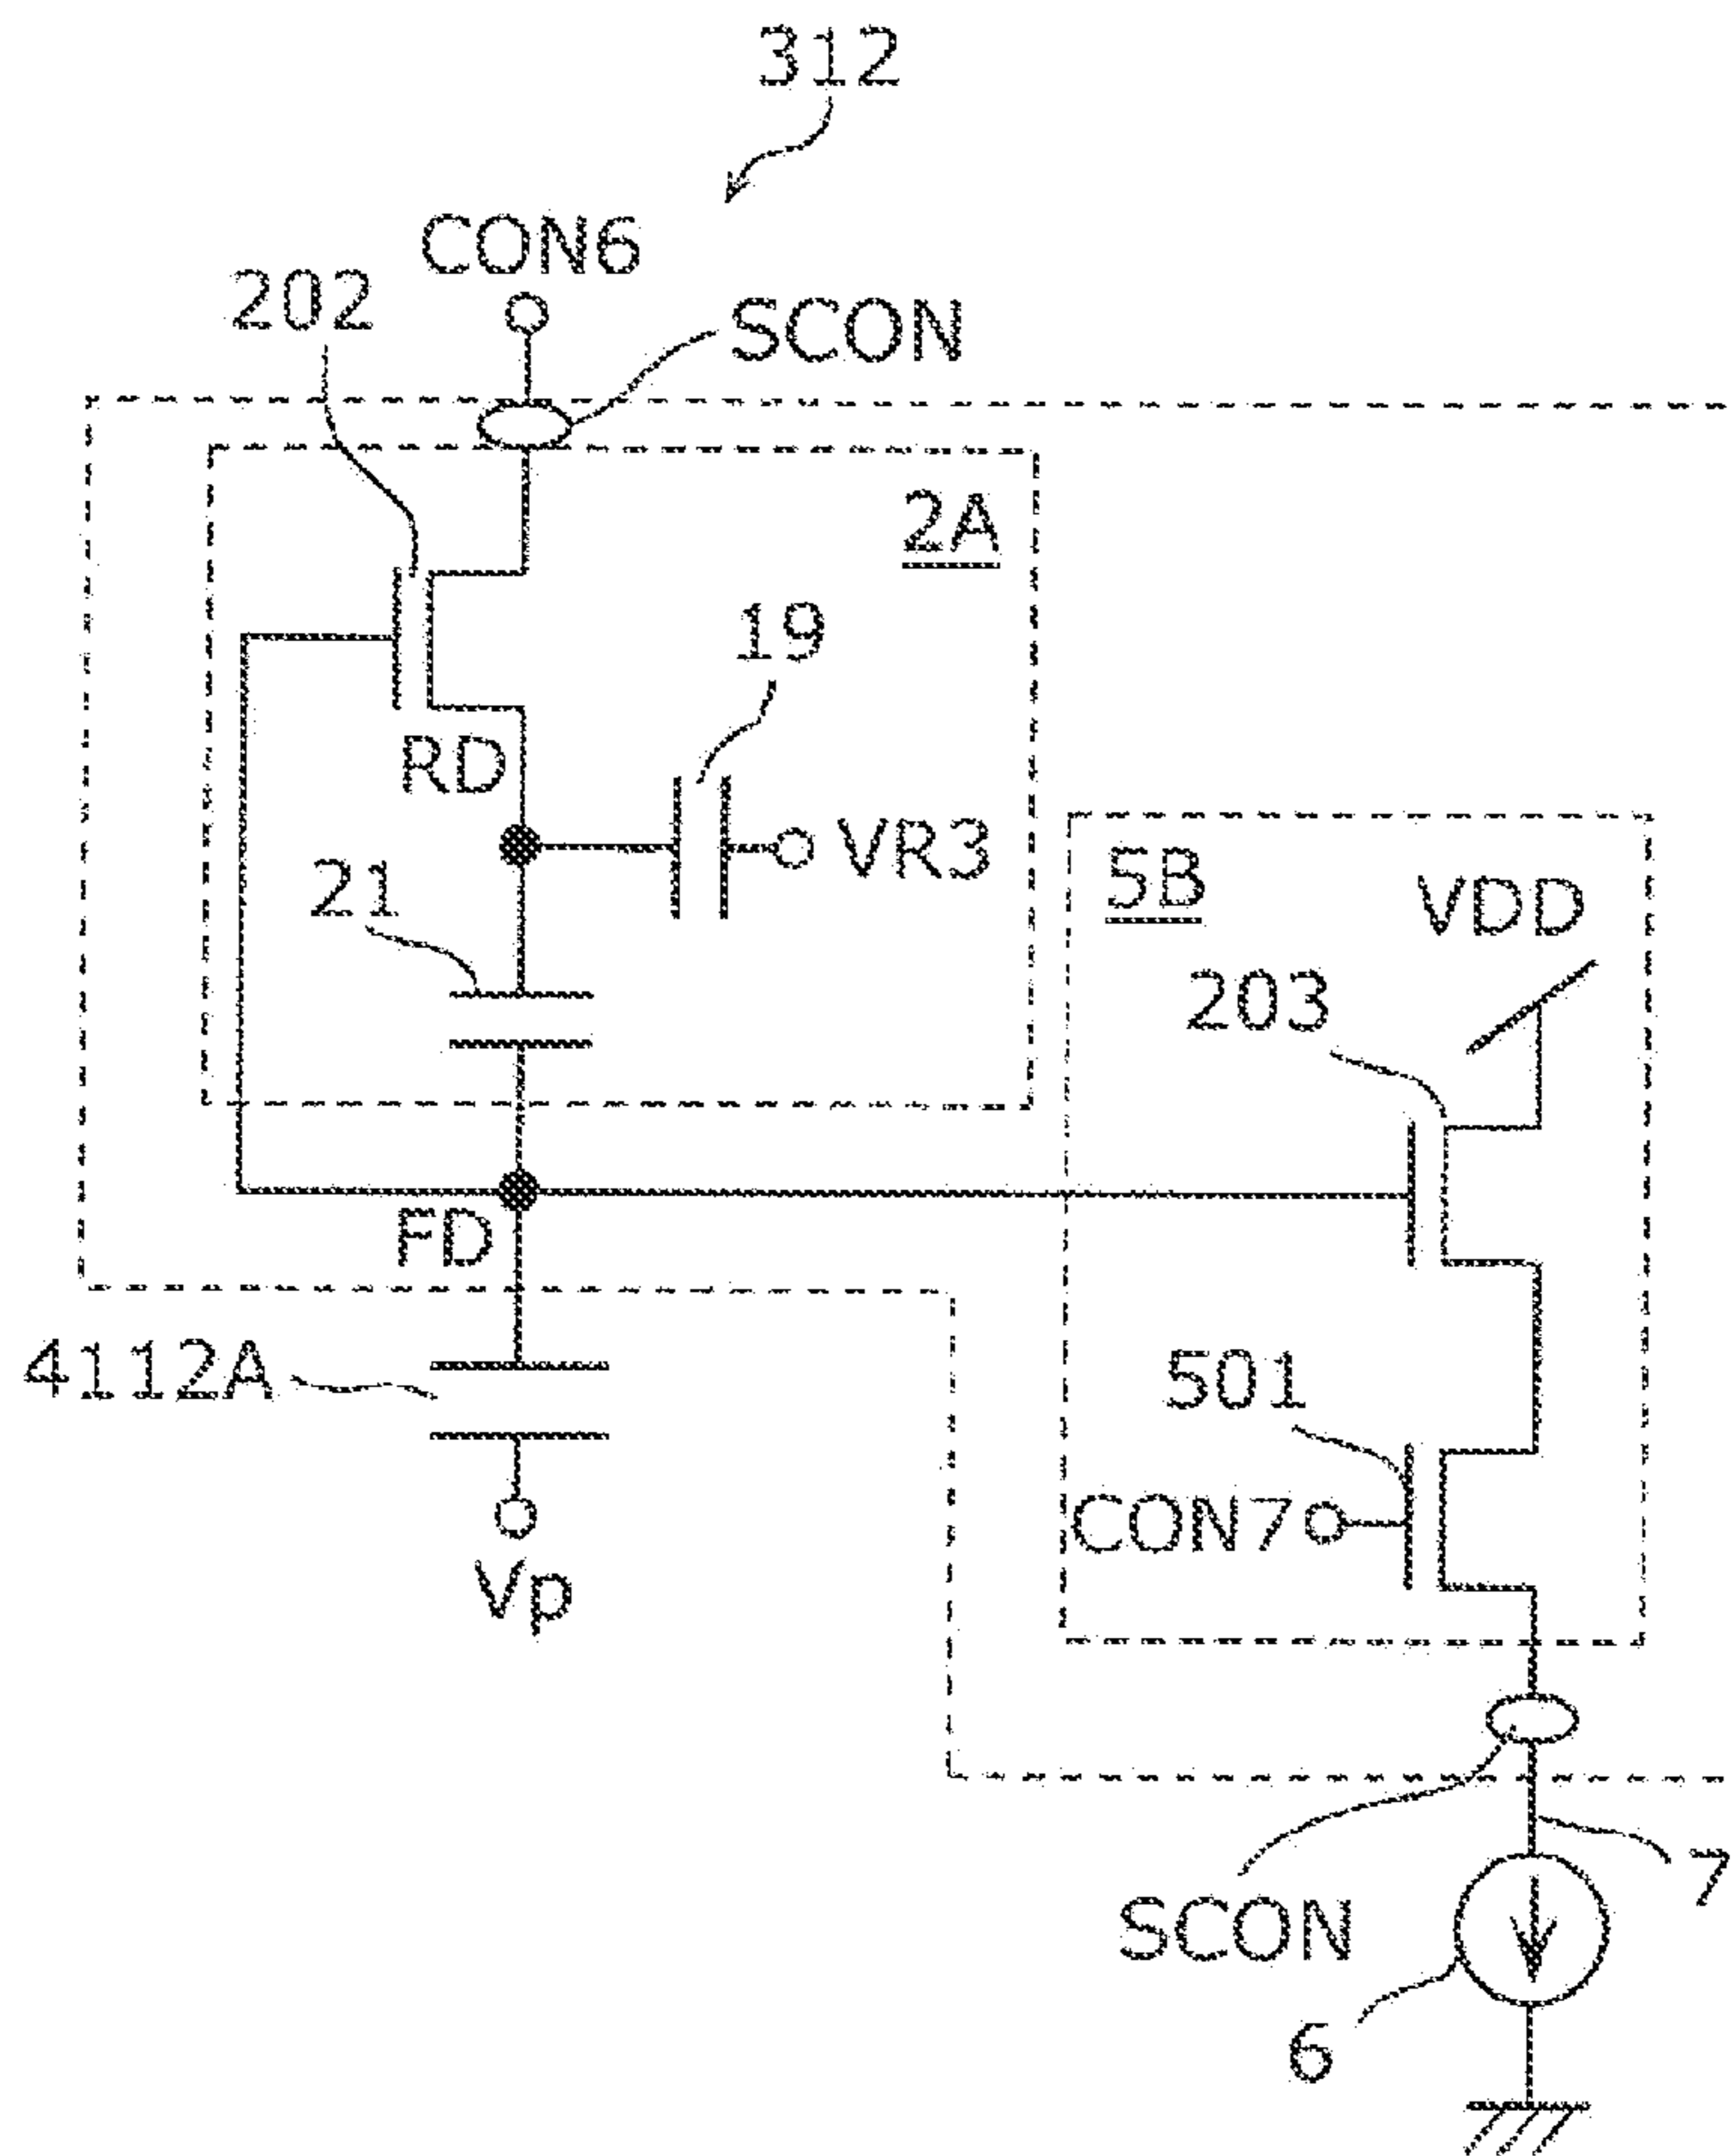 312
CON6
202
SCON
2A
19
RD
VR3
21
5B
VDD
203
FD
4112A
501
CON7
Vp
7
SCON
6